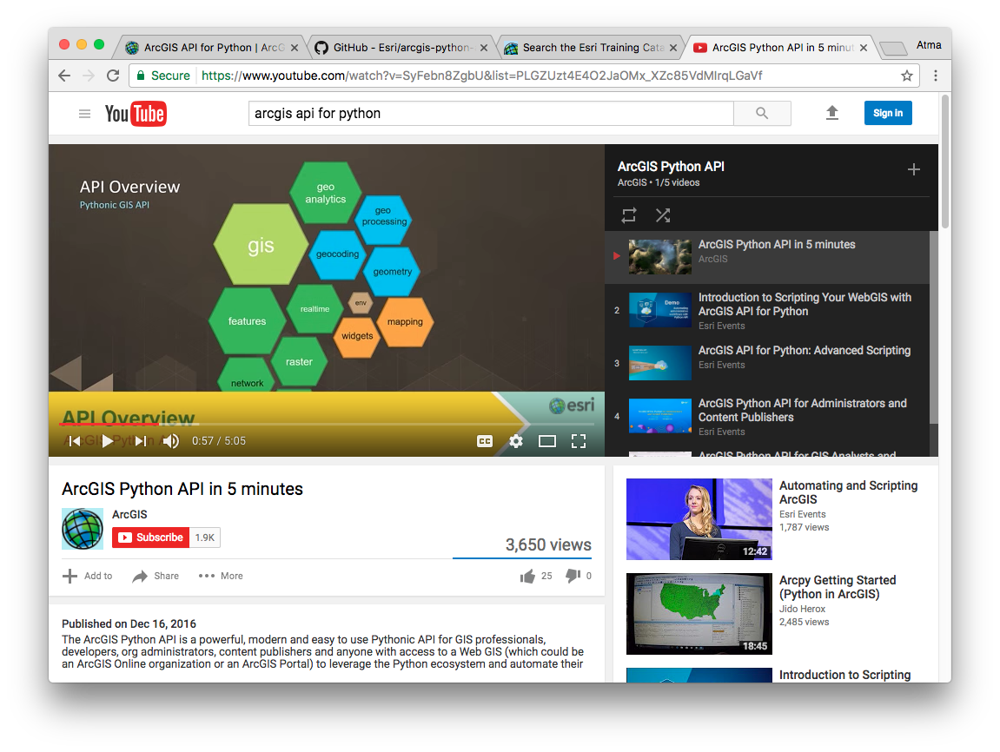 ArcGIS API for Python | ArcG
GitHub - Esri/arcgis-python-
Search the Esri Training Cata
ArcGIS Python API in 5 minut
Atma
Secure
https://www.youtube.com/watch?v=SyFebn8ZgbU&list=PLGZUzt4E4O2JaOMx_XZc85VdMIrqLGaVf
YouTube
arcgis api for python
Sign in
API Overview
Pythonic GIS API
geo
analytics
geo
processing
gis
geocoding
geometry
realtime
env
features
mapping
widgets
raster
network
esri
API Overview
ArcGIS Python API
0:57 / 5:05
CC
ArcGIS Python API
ArcGIS • 1/5 videos
ArcGIS Python API in 5 minutes
ArcGIS
2
Demo
Introduction to Scripting Your WebGIS with
ArcGIS API for Python
Esri Events
3
ArcGIS API for Python: Advanced Scripting
Esri Events
4
ArcGIS Python API for Administrators and
Content Publishers
Esri Events
ArcGIS Python API for GIS Analysts and
ArcGIS Python API in 5 minutes
ArcGIS
Subscribe
1.9K
3,650 views
Add to
Share
More
25
0
Published on Dec 16, 2016
The ArcGIS Python API is a powerful, modern and easy to use Pythonic API for GIS professionals,
developers, org administrators, content publishers and anyone with access to a Web GIS (which could be
an ArcGIS Online organization or an ArcGIS Portal) to leverage the Python ecosystem and automate their
Automating and Scripting
ArcGIS
Esri Events
1,787 views
12:42
Arcpy Getting Started
(Python in ArcGIS)
Jido Herox
2,485 views
18:45
Introduction to Scripting